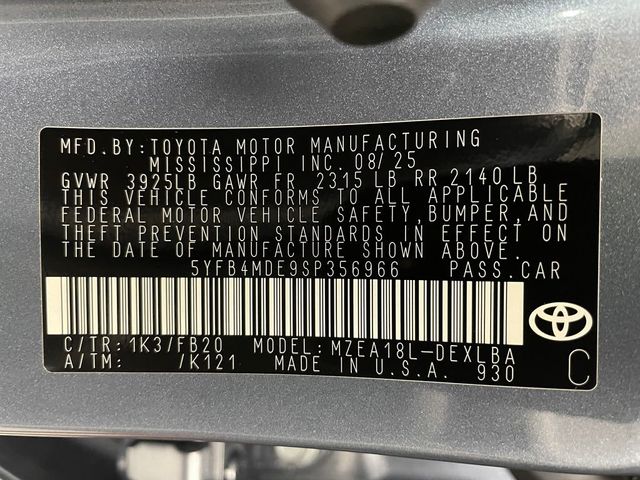 MFD.BY:TOYOTA MOTOR MANUFACTURING
MISSISSIPPI INC. 08/25
GVWR 3925LB GAWR FR 2315 LB RR 2140 LB
THIS VEHICLE CONFORMS TO ALL APPLICABLE
FEDERAL MOTOR VEHICLE SAFETY,BUMPER,AND
THEFT PREVENTION STANDARDS IN EFFECT ON
THE DATE OF MANUFACTURE SHOWN ABOVE.
5YFB4MDE9SP356966 PASS.CAR
C/TR:1K3/FB20 MODEL:MZEA18L-DEXLBA
A/TM: /K121 MADE IN U.S.A. 930 C